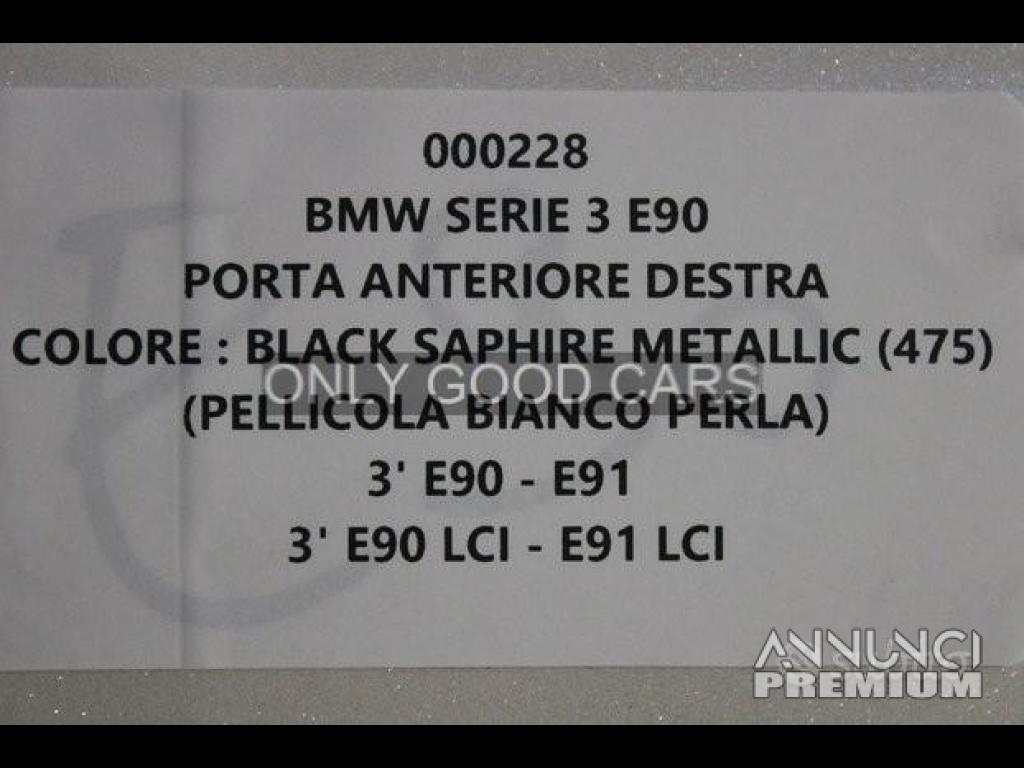 000228
BMW SERIE 3 E90
PORTA ANTERIORE DESTRA
COLORE : BLACK SAPHIRE METALLIC (475)
ONLY GOOD CARS
(PELLICOLA BIANCO PERLA)
3' E90 - E91
3' E90 LCI - E91 LCI
ANNUNCI
PREMIUM